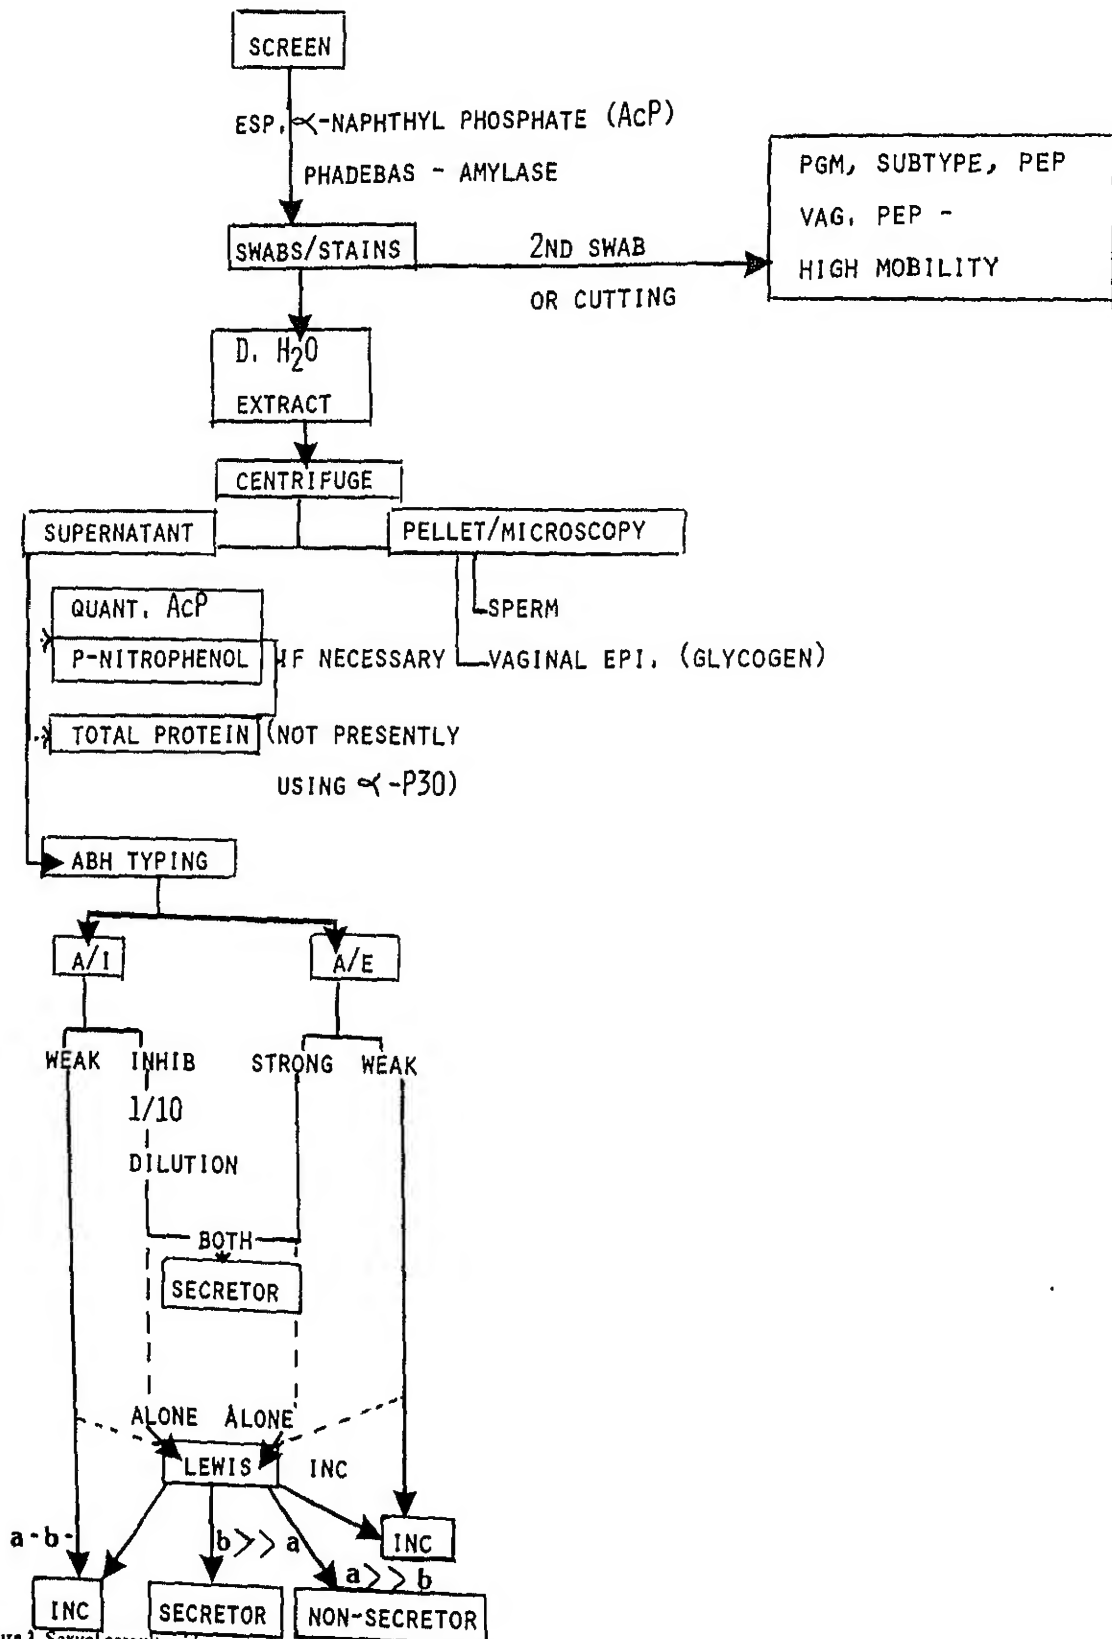 SCREEN
ESP. ∝-NAPHTHYL PHOSPHATE (AcP)
PHADEBAS - AMYLASE
PGM, SUBTYPE, PEP
VAG. PEP -
HIGH MOBILITY
SWABS/STAINS
2ND SWAB
OR CUTTING
D. H2O
EXTRACT
CENTRIFUGE
SUPERNATANT
PELLET/MICROSCOPY
QUANT. AcP
SPERM
P-NITROPHENOL
IF NECESSARY
VAGINAL EPI. (GLYCOGEN)
TOTAL PROTEIN
(NOT PRESENTLY
USING ∝-P30)
ABH TYPING
A/I
A/E
WEAK INHIB
STRONG WEAK
1/10
DILUTION
BOTH
SECRETOR
ALONE ALONE
LEWIS
INC
a-b-
b>>a
INC
a>>b
INC
SECRETOR
NON-SECRETOR